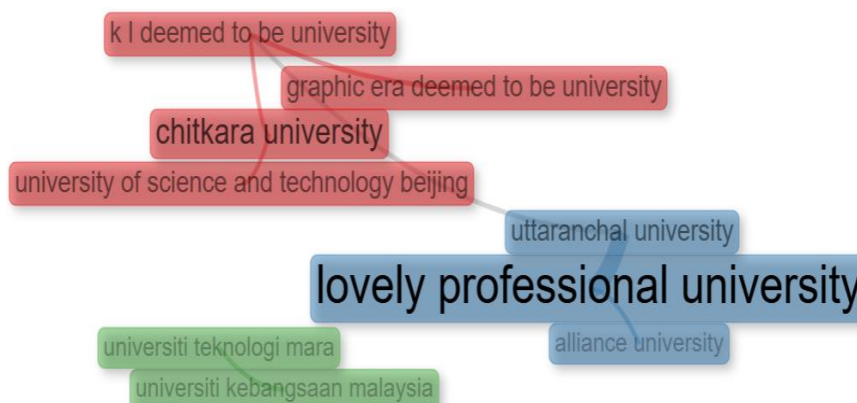 k l deemed to be university
graphic era deemed to be university
chitkara university
university of science and technology beijing
uttaranchal university
lovely professional university
alliance university
universiti teknologi mara
universiti kebangsaan malaysia